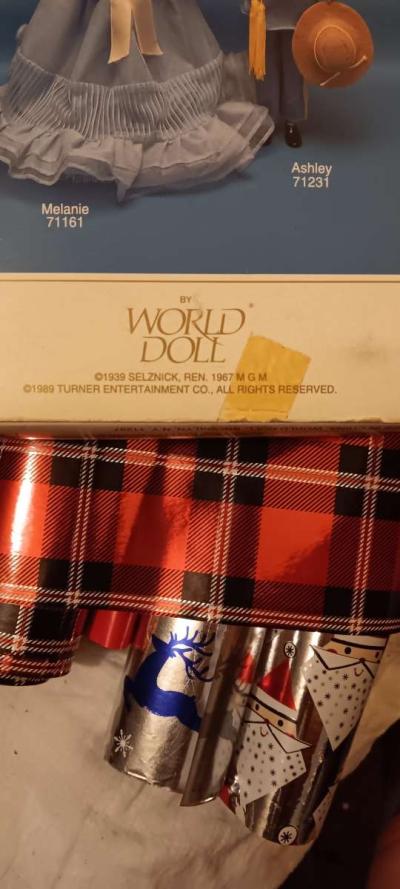 Ashley
71231
Melanie
71161
BY
WORLD
DOLL®
©1939 SELZNICK, REN. 1967 M G M
©1989 TURNER ENTERTAINMENT CO., ALL RIGHTS RESERVED.